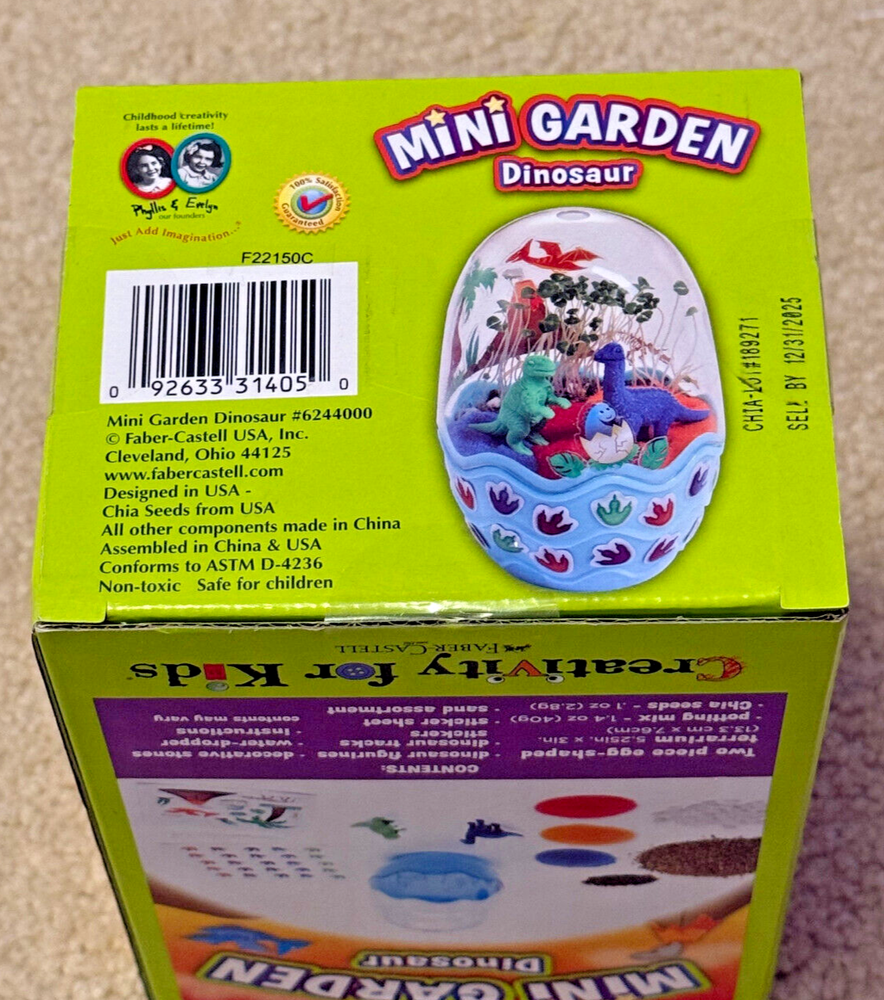 Childhood creativity
lasts a lifetime!
Phyllis & Evelyn
our founders
Just Add Imagination...
100% Satisfaction
Guaranteed
F22150C
0 92633 31405 0
Mini Garden Dinosaur #6244000
© Faber-Castell USA, Inc.
Cleveland, Ohio 44125
www.fabercastell.com
Designed in USA -
Chia Seeds from USA
All other components made in China
Assembled in China & USA
Conforms to ASTM D-4236
Non-toxic Safe for children
MiNi GARDEN
Dinosaur
CHIA-LOT#189271
SELL BY 12/31/2025
FABER-CASTELL
Creativity for Kids
CONTENTS:
Two piece egg-shaped
terrarium 5.25in. x 3in.
(13.3 cm x 7.6cm)
- potting mix - 1.4 oz (40g)
- Chia seeds - .1 oz (2.8g)
- dinosaur figurines
- dinosaur tracks
stickers
- sticker sheet
- sand assortment
- decorative stones
- water-dropper
- instructions
contents may vary
MiNi GARDEN
Dinosaur